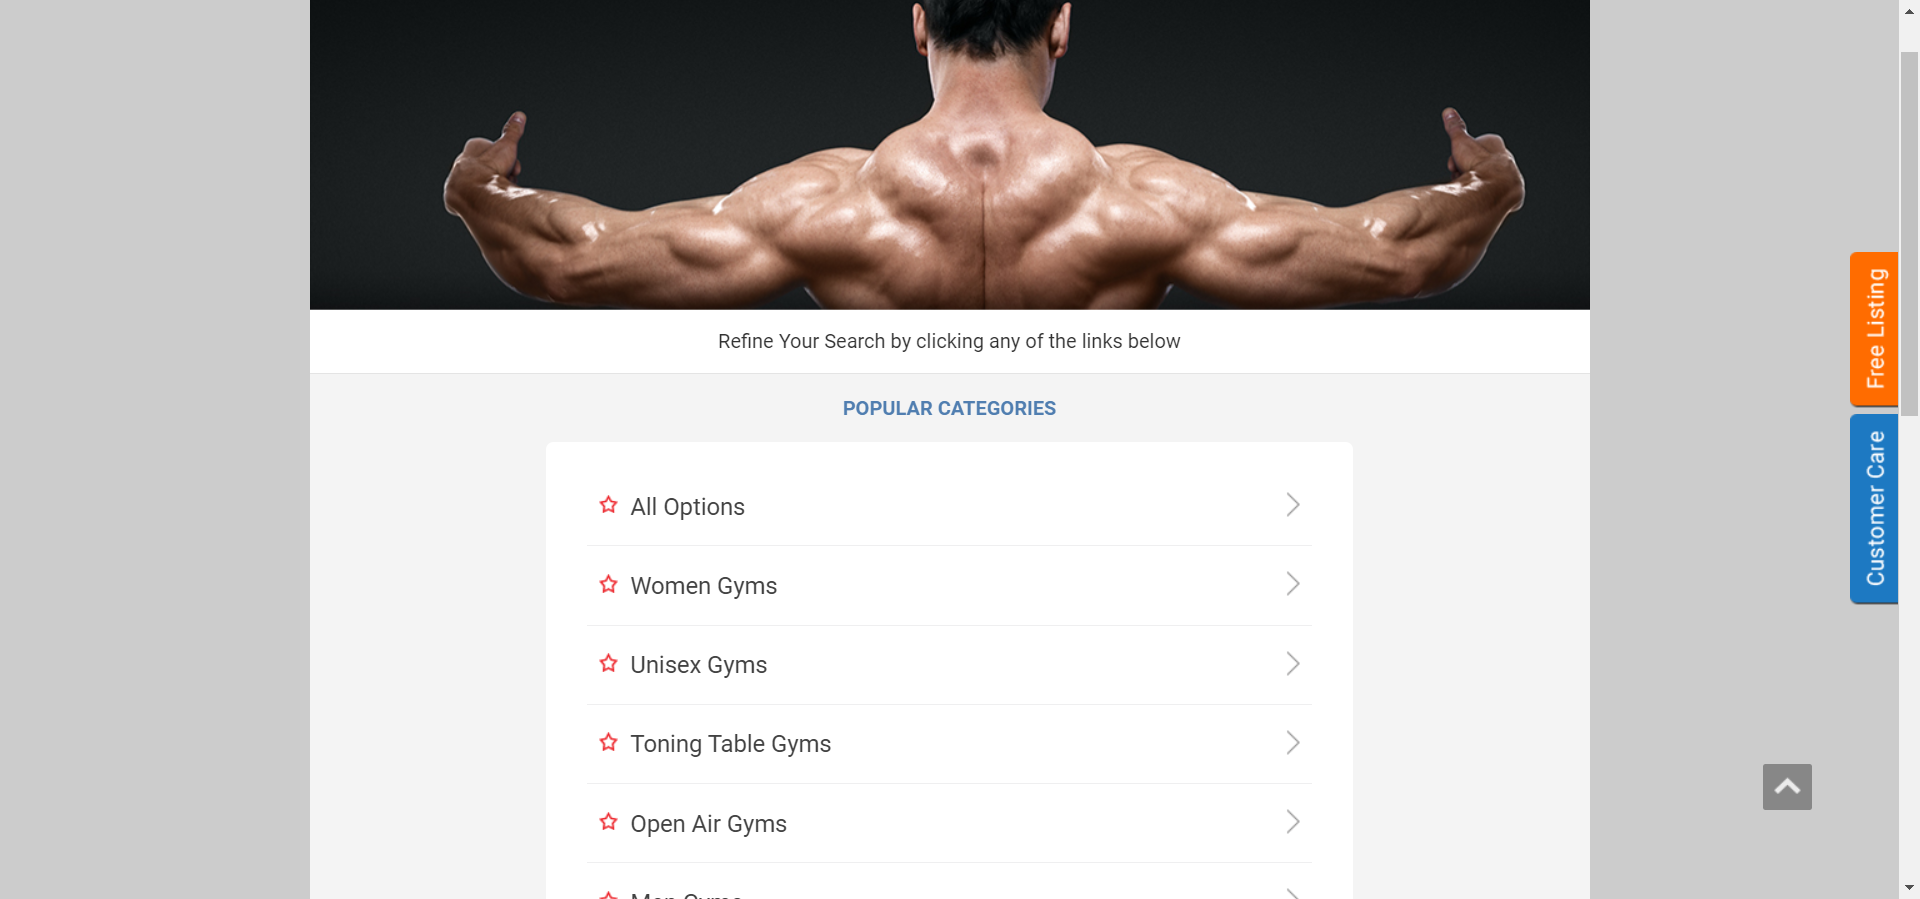 Refine Your Search by clicking any of the links below
POPULAR CATEGORIES
All Options
Women Gyms
Unisex Gyms
Toning Table Gyms
Open Air Gyms
Free Listing
Customer Care